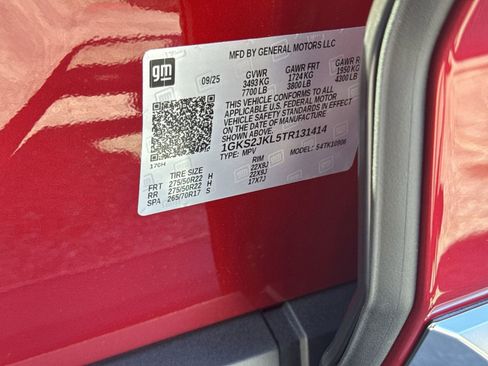 gm
MFD BY GENERAL MOTORS LLC
09/25 GVWR GAWR FRT GAWR R
3493 KG 1724 KG 1950 KG
7700 LB 3800 LB 4300 LB
THIS VEHICLE CONFORMS TO ALL
APPLICABLE U.S. FEDERAL MOTOR
VEHICLE SAFETY STANDARDS IN EFFECT
ON THE DATE OF MANUFACTURE
SHOWN ABOVE.
1GKS2JKL5TR131414
TYPE: MPV MODEL: S4TK10906
170H
TIRE SIZE RIM
FRT 275/50R22 H 22X9J
RR 275/50R22 H 22X9J
SPA 265/70R17 S 17X7J